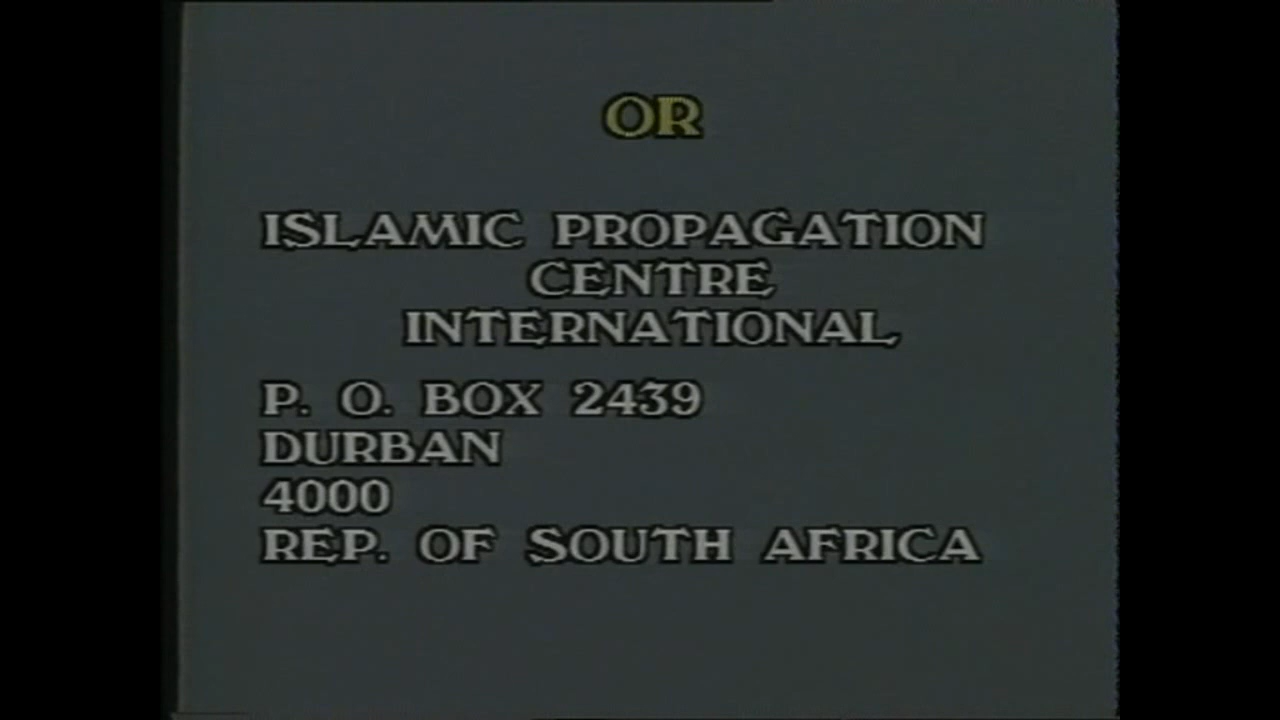 OR
ISLAMIC PROPAGATION
CENTRE
INTERNATIONAL
P. O. BOX 2439
DURBAN
4000
REP. OF SOUTH AFRICA